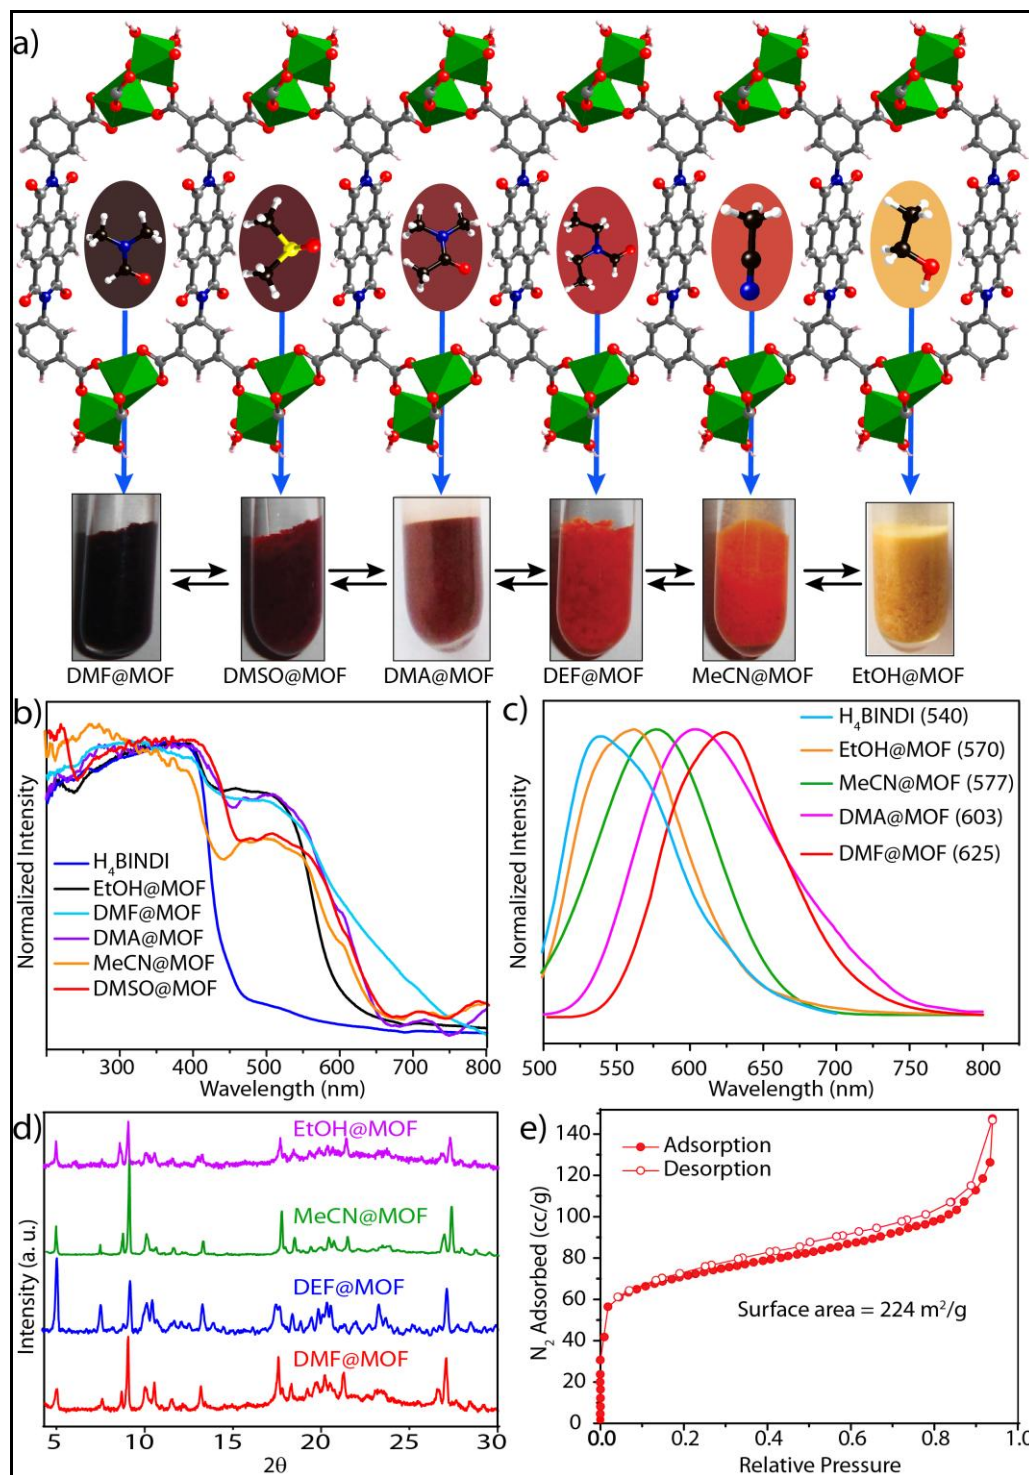 a)
DMF@MOF DMSO@MOF DMA@MOF DEF@MOF MeCN@MOF EtOH@MOF
b)
Normalized Intensity
H₄BINDI
EtOH@MOF
DMF@MOF
DMA@MOF
MeCN@MOF
DMSO@MOF
300 400 500 600 700 800
Wavelength (nm)
c)
Normalized Intensity
H₄BINDI (540)
EtOH@MOF (570)
MeCN@MOF (577)
DMA@MOF (603)
DMF@MOF (625)
500 550 600 650 700 750 800
Wavelength (nm)
d)
Intensity (a. u.)
EtOH@MOF
MeCN@MOF
DEF@MOF
DMF@MOF
5 10 15 20 25 30
2θ
e)
N₂ Adsorbed (cc/g)
140
120
100
80
60
40
20
0
Adsorption
Desorption
Surface area = 224 m²/g
0.0 0.2 0.4 0.6 0.8 1.0
Relative Pressure